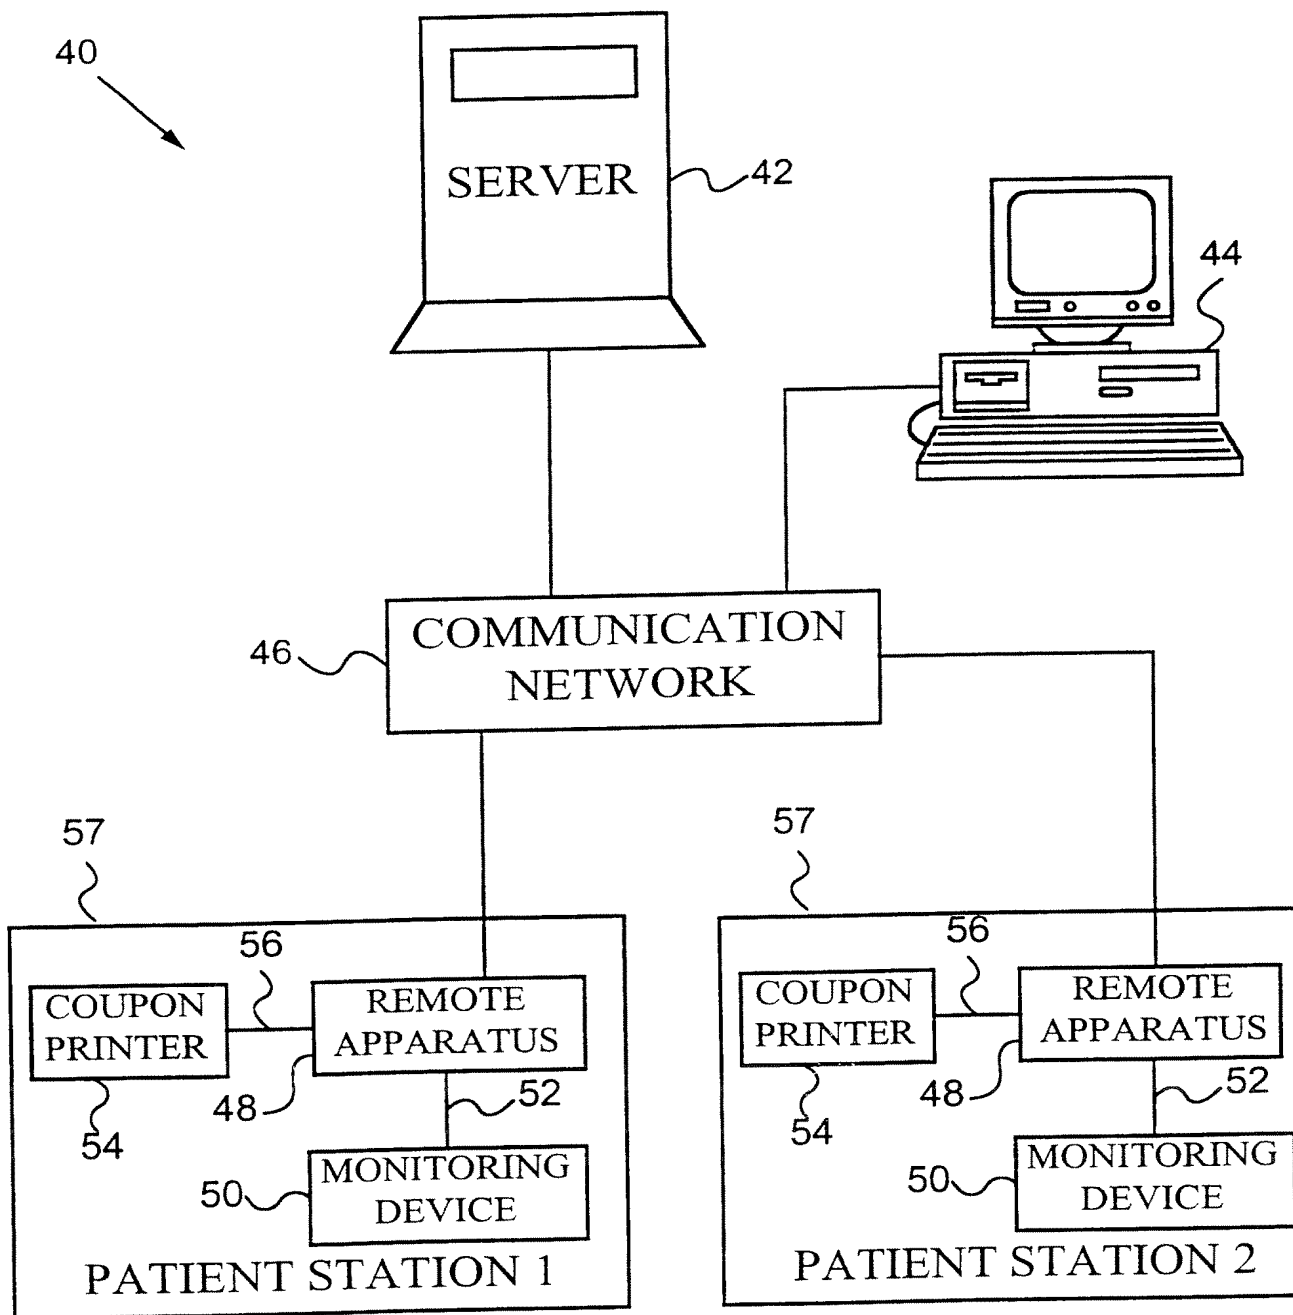 40
SERVER
42
44
COMMUNICATION
NETWORK
46
57
57
56
56
COUPON
PRINTER
REMOTE
APPARATUS
COUPON
PRINTER
REMOTE
APPARATUS
54
48
52
54
48
52
50
MONITORING
DEVICE
50
MONITORING
DEVICE
PATIENT STATION 1
PATIENT STATION 2